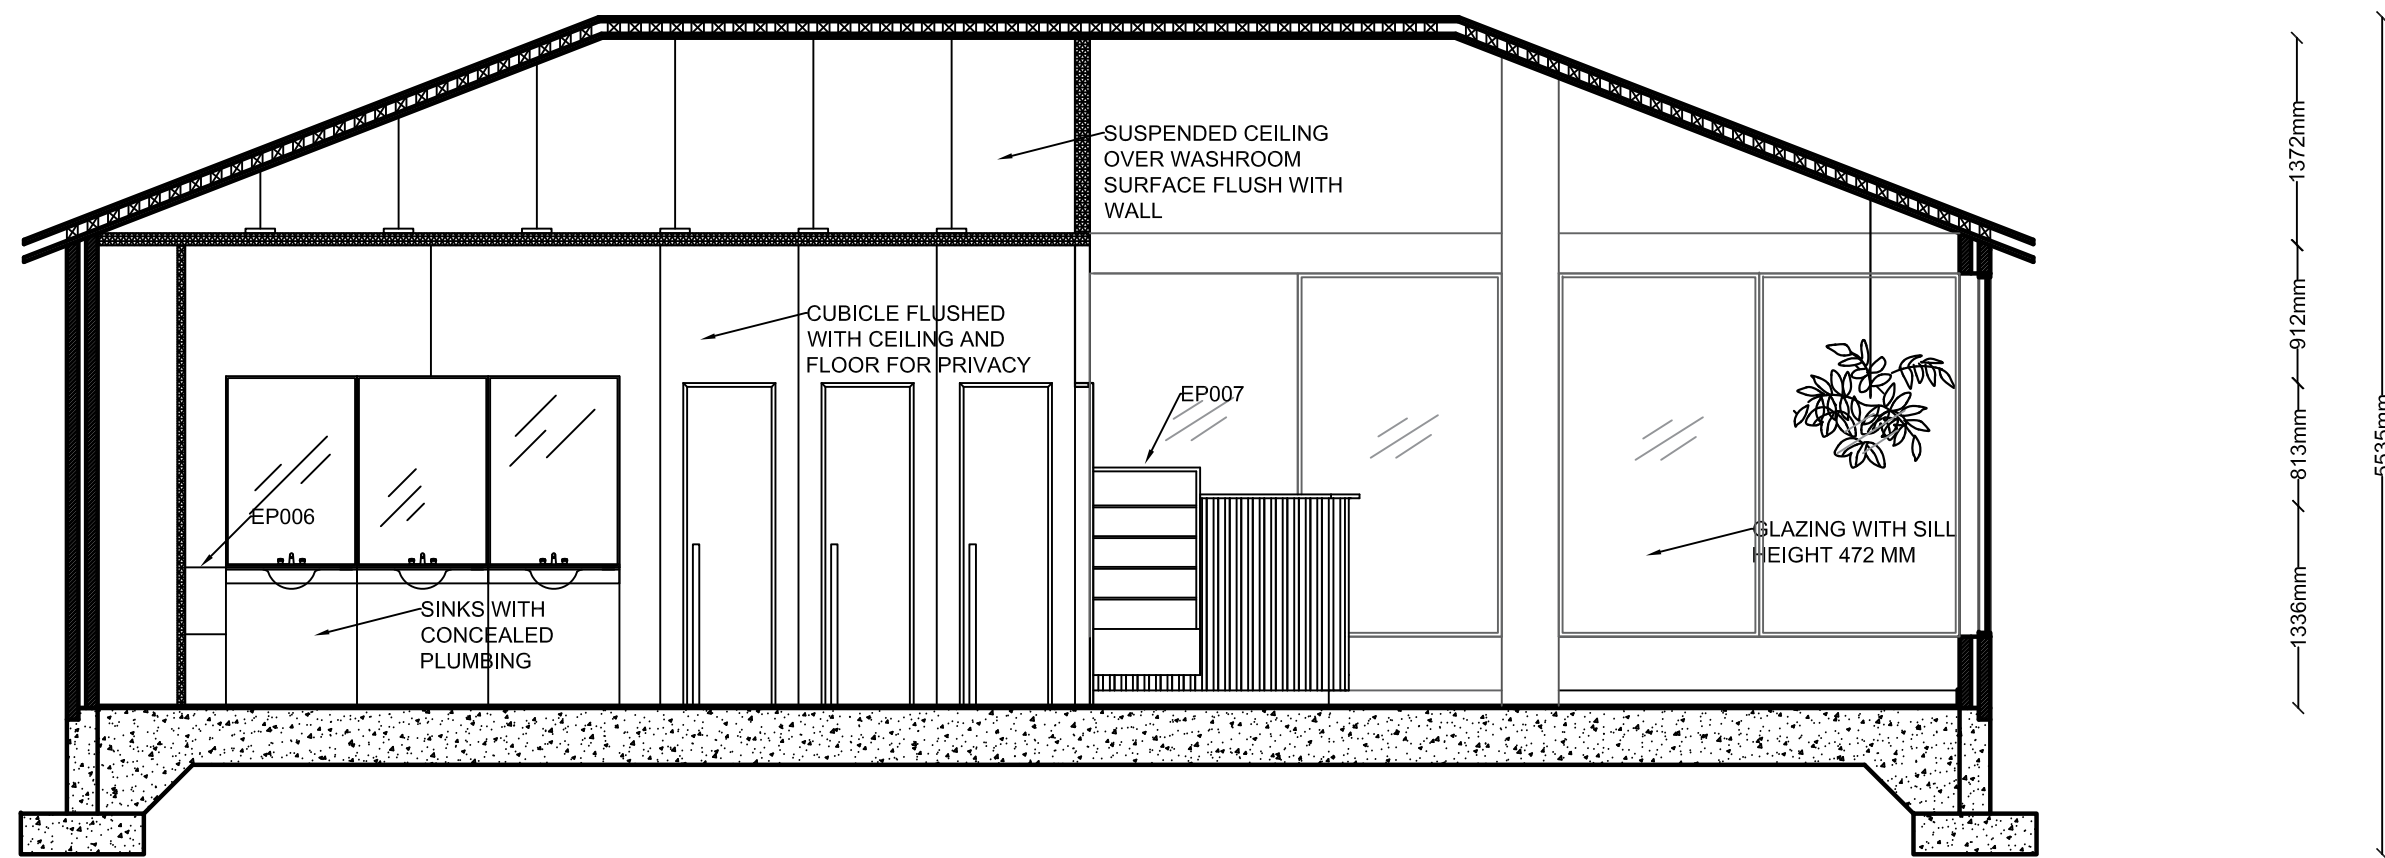 SUSPENDED CEILING
OVER WASHROOM
SURFACE FLUSH WITH
WALL
CUBICLE FLUSHED
WITH CEILING AND
FLOOR FOR PRIVACY
EP007
EP006
GLAZING WITH SILL
HEIGHT 472 MM
SINKS WITH
CONCEALED
PLUMBING
1372mm
912mm
813mm
1336mm
5535mm